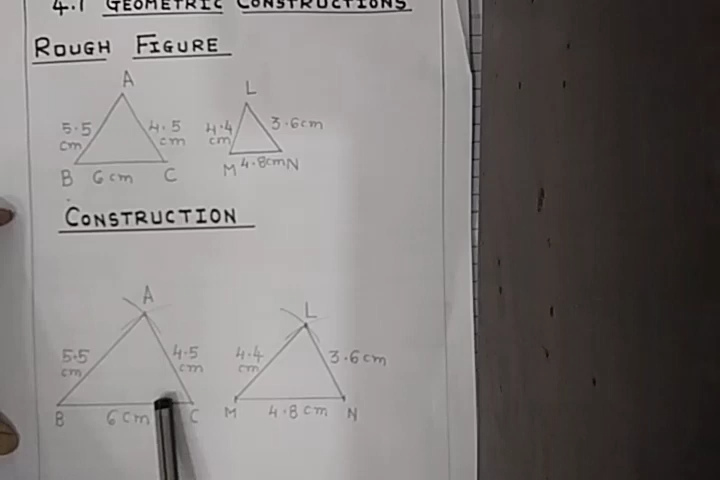 4.1 GEOMETRIC CONSTRUCTIONS
ROUGH FIGURE
A
L
5.5 cm
4.5 cm
4.4 cm
3.6cm
B 6cm C
M 4.8cm N
CONSTRUCTION
A
L
5.5 cm
4.5 cm
4.4 cm
3.6cm
B 6cm C
M 4.8cm N